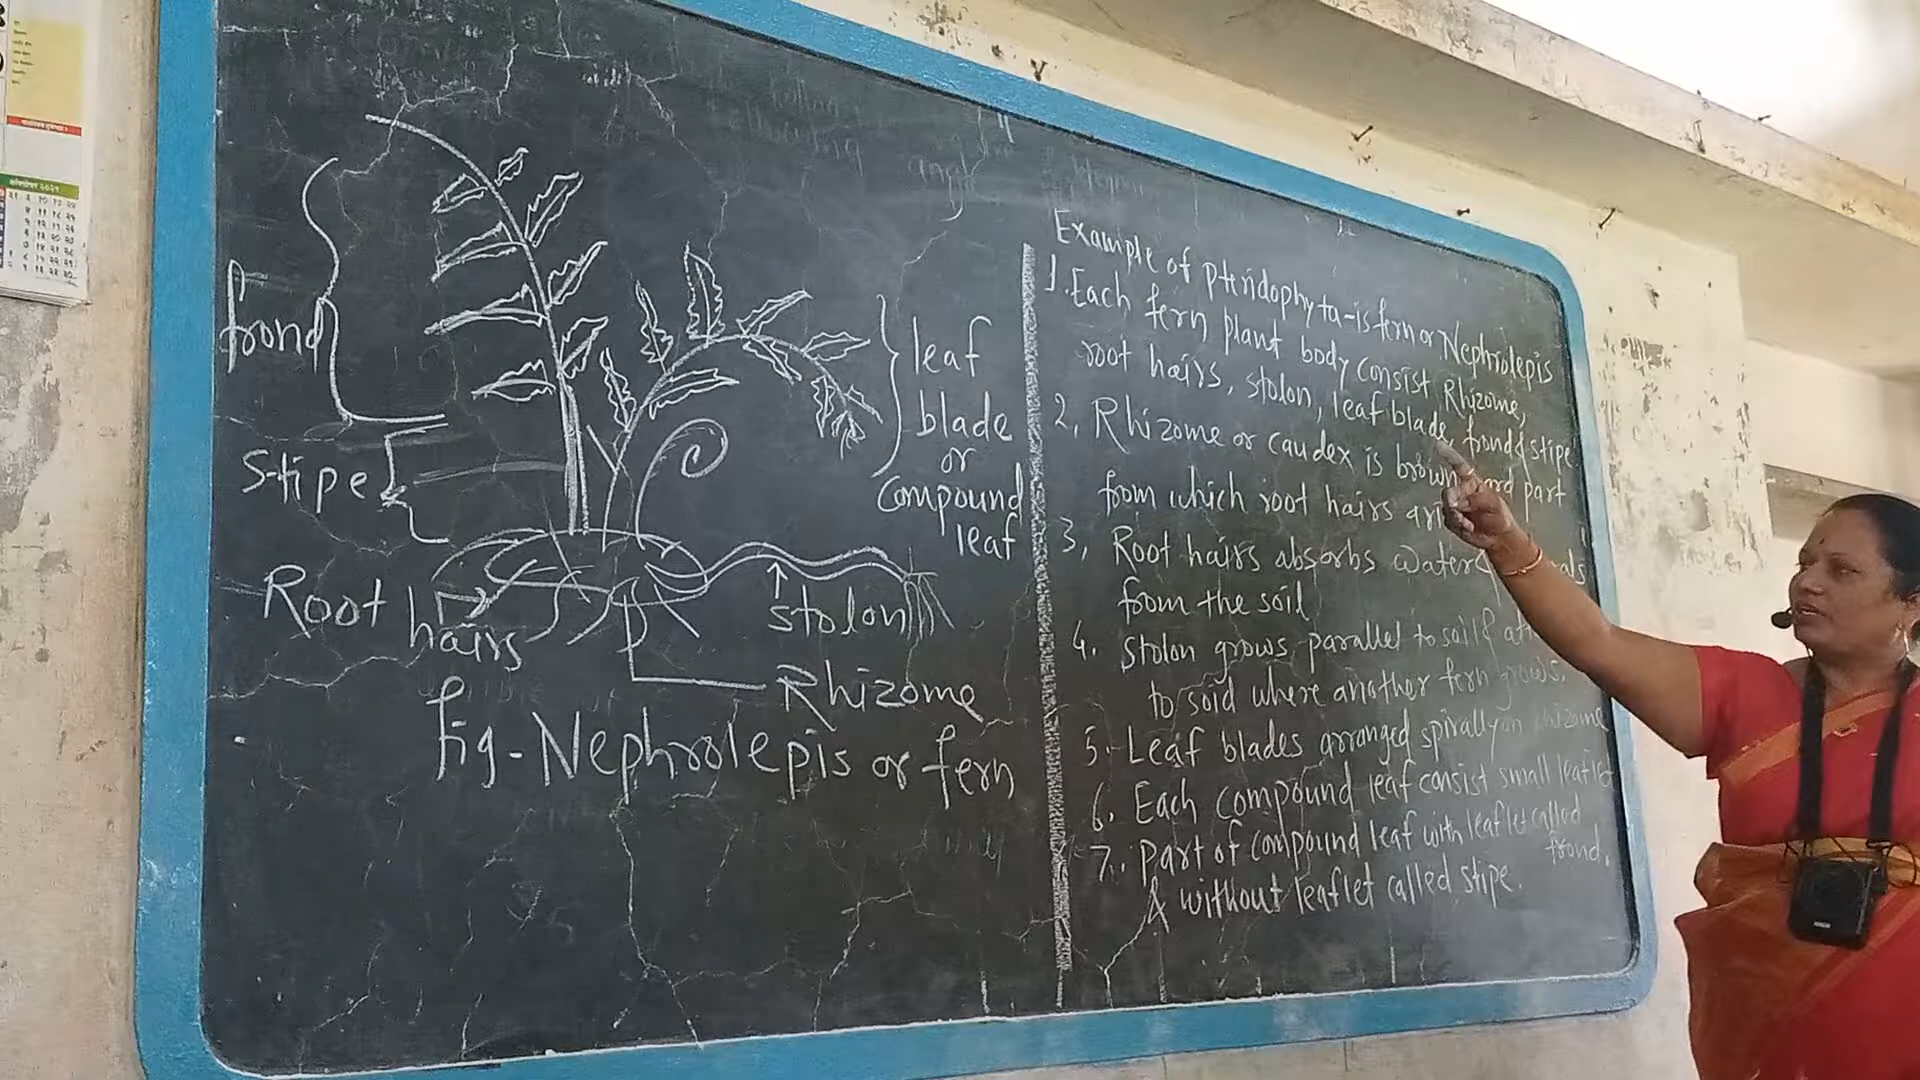 frond
Stipe
Root hairs
leaf
blade
or
Compound
leaf
stolon
Rhizome
Fig-Nephrolepis or fern
Example of Pteridophyta-is fern or Nephrolepis
1. Each fern plant body consist Rhizome,
root hairs, stolon, leaf blade, frond & stipe
2, Rhizome or caudex is brown part
from which root hairs
3, Root hairs absorbs water
from the soil
4. Stolon grows parallel to soil &
to soid where another fern grows.
5. Leaf blades arranged spirally on Rhizome
6. Each compound leaf consist small leaflet
7. Part of compound leaf with leaflet called
frond.
& without leaflet called stipe.